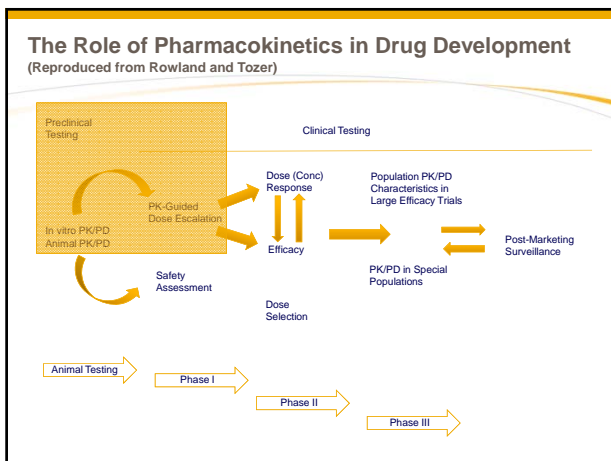 The Role of Pharmacokinetics in Drug Development
(Reproduced from Rowland and Tozer)
Preclinical
Testing
Clinical Testing
Dose (Conc)
Response
Population PK/PD
Characteristics in
Large Efficacy Trials
PK-Guided
Dose Escalation
In vitro PK/PD
Animal PK/PD
Efficacy
Post-Marketing
Surveillance
Safety
Assessment
PK/PD in Special
Populations
Dose
Selection
Animal Testing
Phase I
Phase II
Phase III